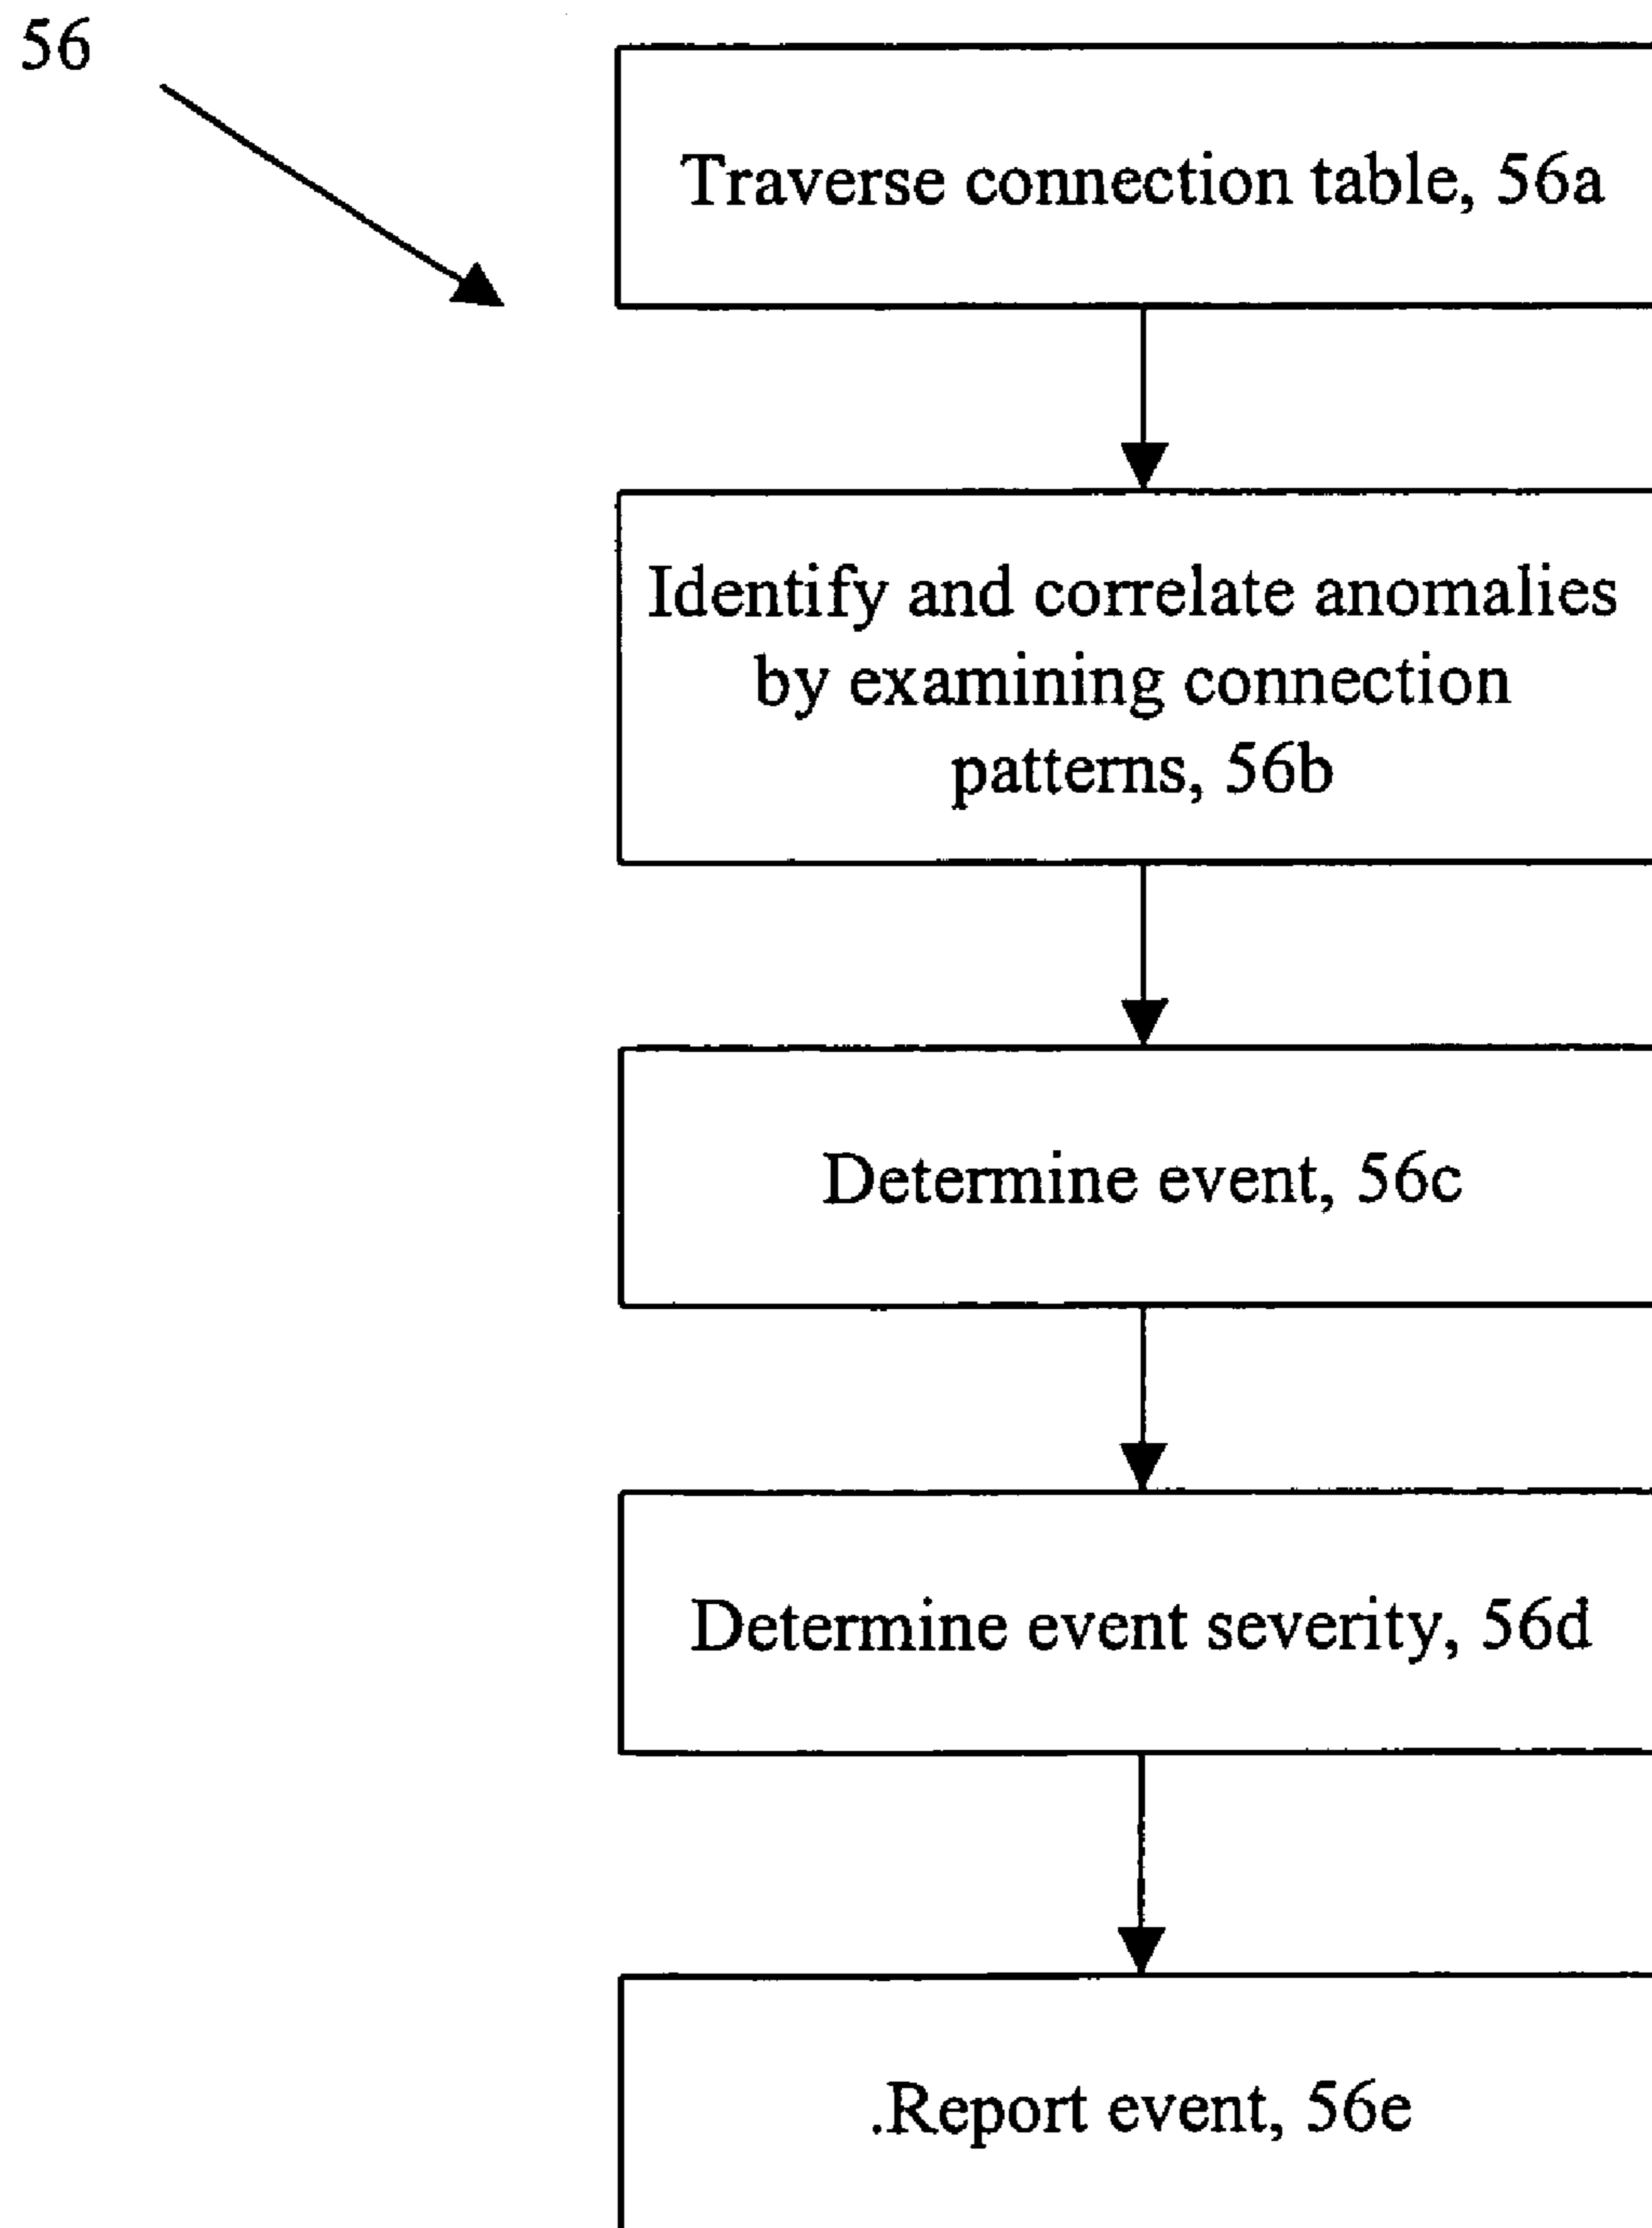 56
Traverse connection table, 56a
Identify and correlate anomalies
by examining connection
patterns, 56b
Determine event, 56c
Determine event severity, 56d
.Report event, 56e